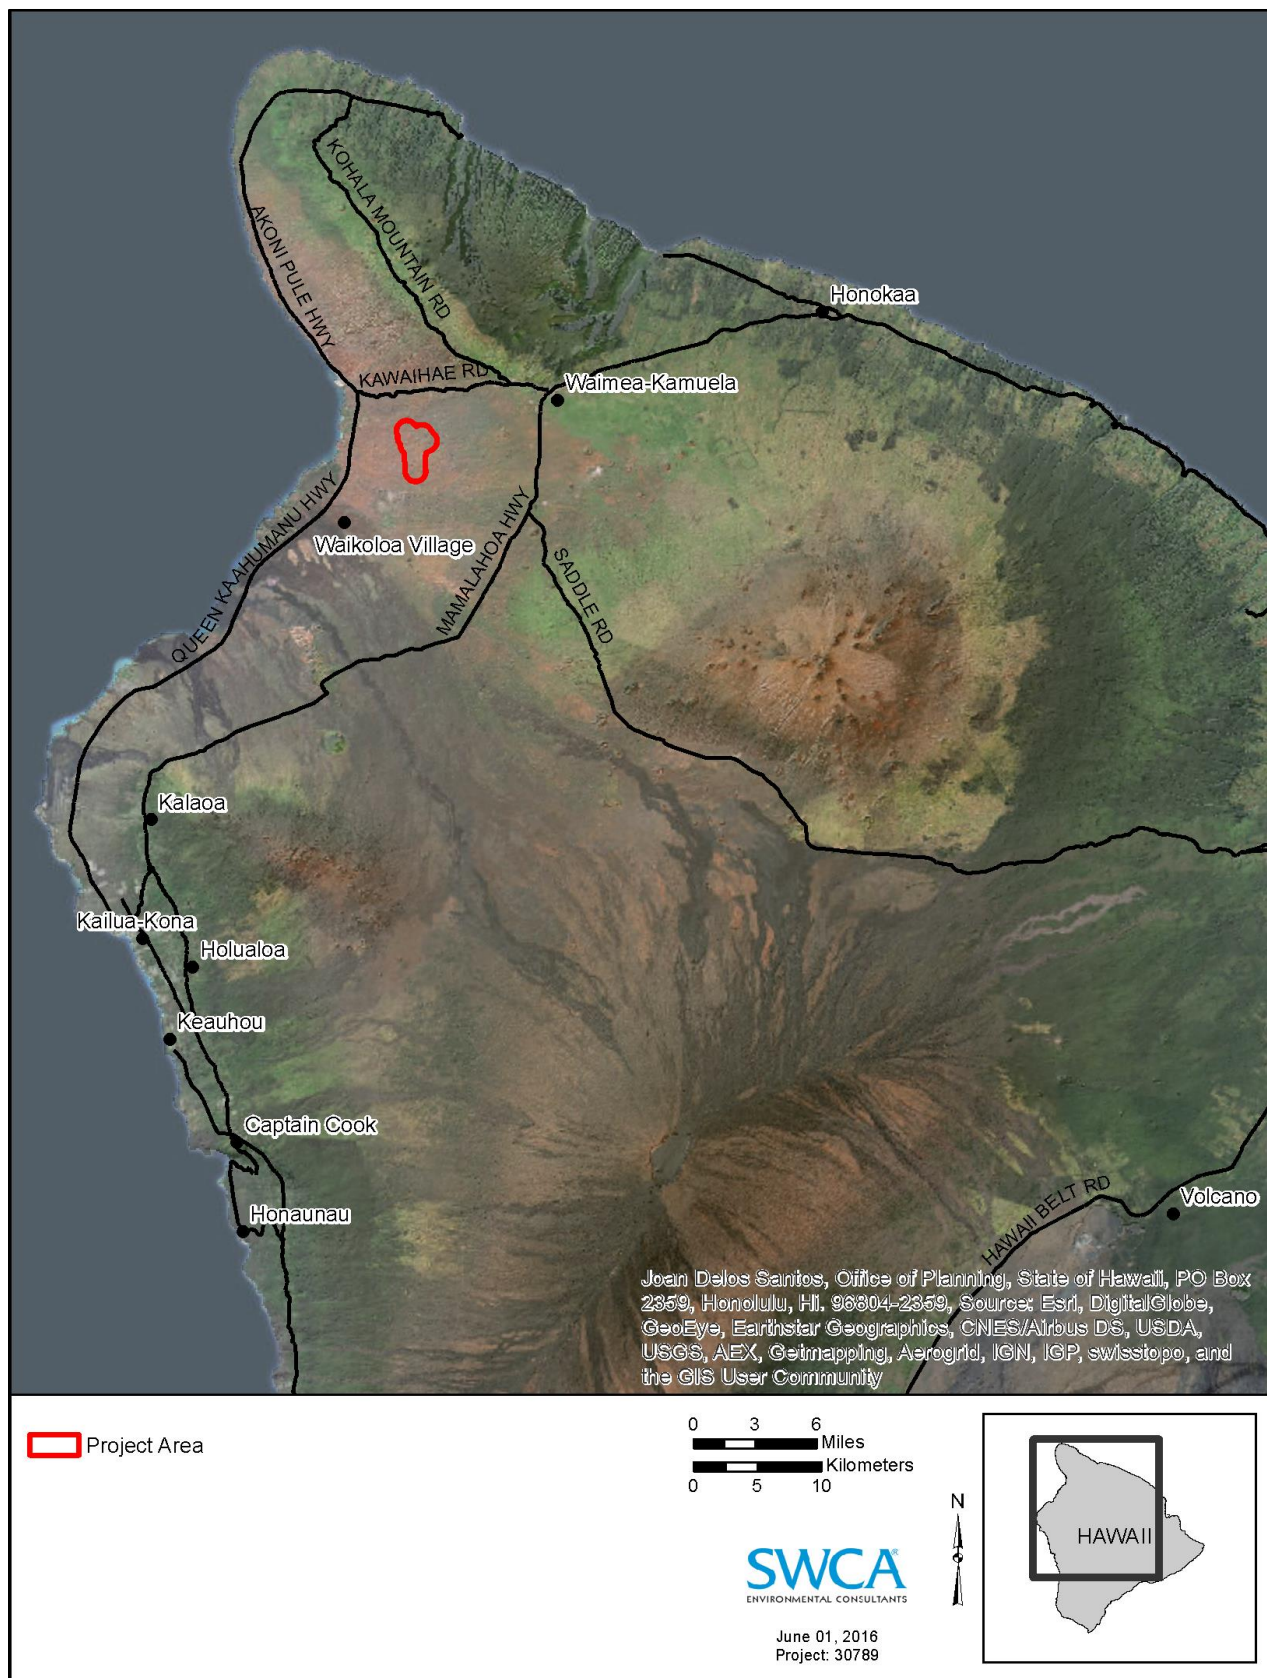 KOHALA MOUNTAIN RD
AKONI PULE HWY
Honokaa
KAWAIHAE RD
Waimea-Kamuela
QUEEN KAAHUMANU HWY
Waikoloa Village
MAMALAHOA HWY
SADDLE RD
Kalaoa
Kailua-Kona
Holualoa
Keauhou
Captain Cook
Honaunau
HAWAII BELT RD
Volcano
Joan Delos Santos, Office of Planning, State of Hawaii, PO Box
2359, Honolulu, Hi. 96804-2359, Source: Esri, DigitalGlobe,
GeoEye, Earthstar Geographics, CNES/Airbus DS, USDA,
USGS, AEX, Getmapping, Aerogrid, IGN, IGP, swisstopo, and
the GIS User Community
Project Area
0 3 6
Miles
Kilometers
0 5 10
N
HAWAII
SWCA®
ENVIRONMENTAL CONSULTANTS
June 01, 2016
Project: 30789